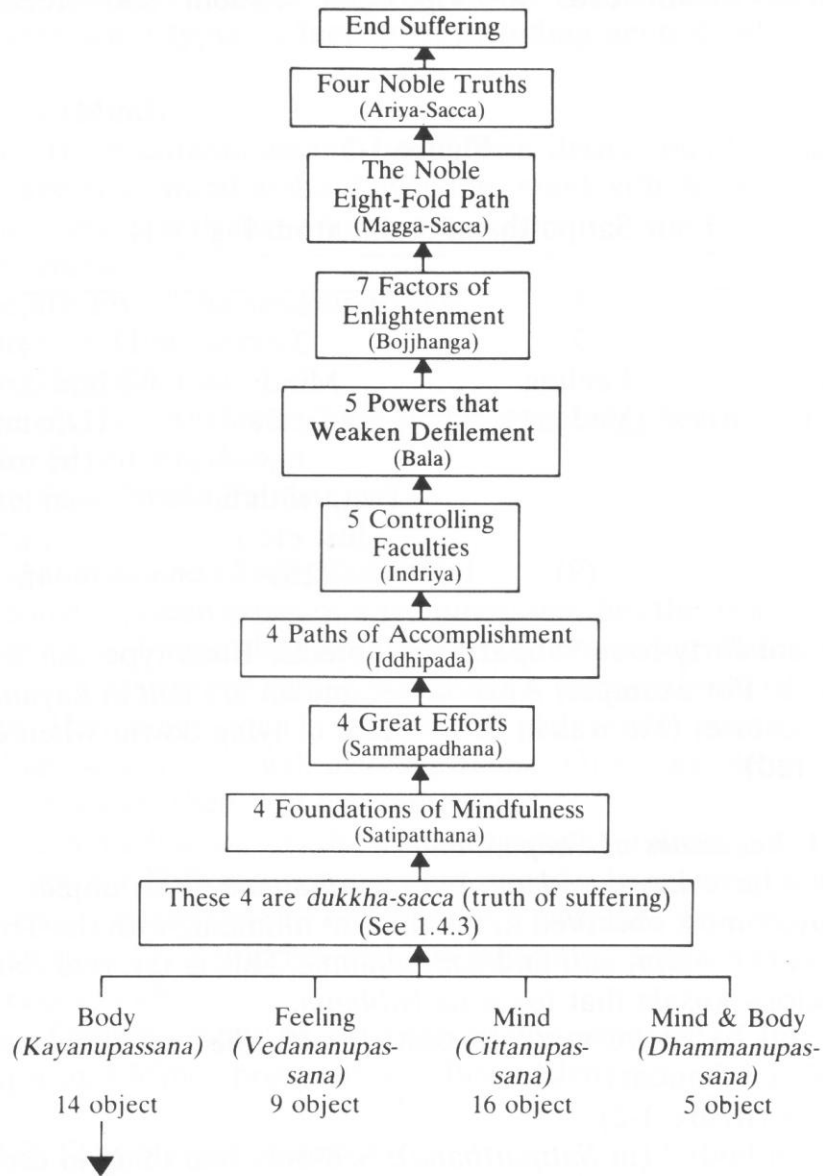 End Suffering
Four Noble Truths
(Ariya-Sacca)
The Noble
Eight-Fold Path
(Magga-Sacca)
7 Factors of
Enlightenment
(Bojjhanga)
5 Powers that
Weaken Defilement
(Bala)
5 Controlling
Faculties
(Indriya)
4 Paths of Accomplishment
(Iddhipada)
4 Great Efforts
(Sammapadhana)
4 Foundations of Mindfulness
(Satipatthana)
These 4 are dukkha-sacca (truth of suffering)
(See 1.4.3)
Body
(Kayanupassana)
14 object
Feeling
(Vedananupas-
sana)
9 object
Mind
(Cittanupas-
sana)
16 object
Mind & Body
(Dhammanupas-
sana)
5 object